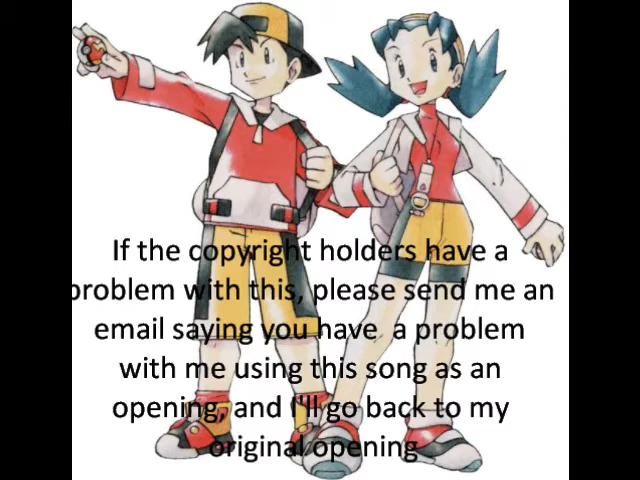 If the copyright holders have a
problem with this, please send me an
email saying you have a problem
with me using this song as an
opening, and I'll go back to my
original opening